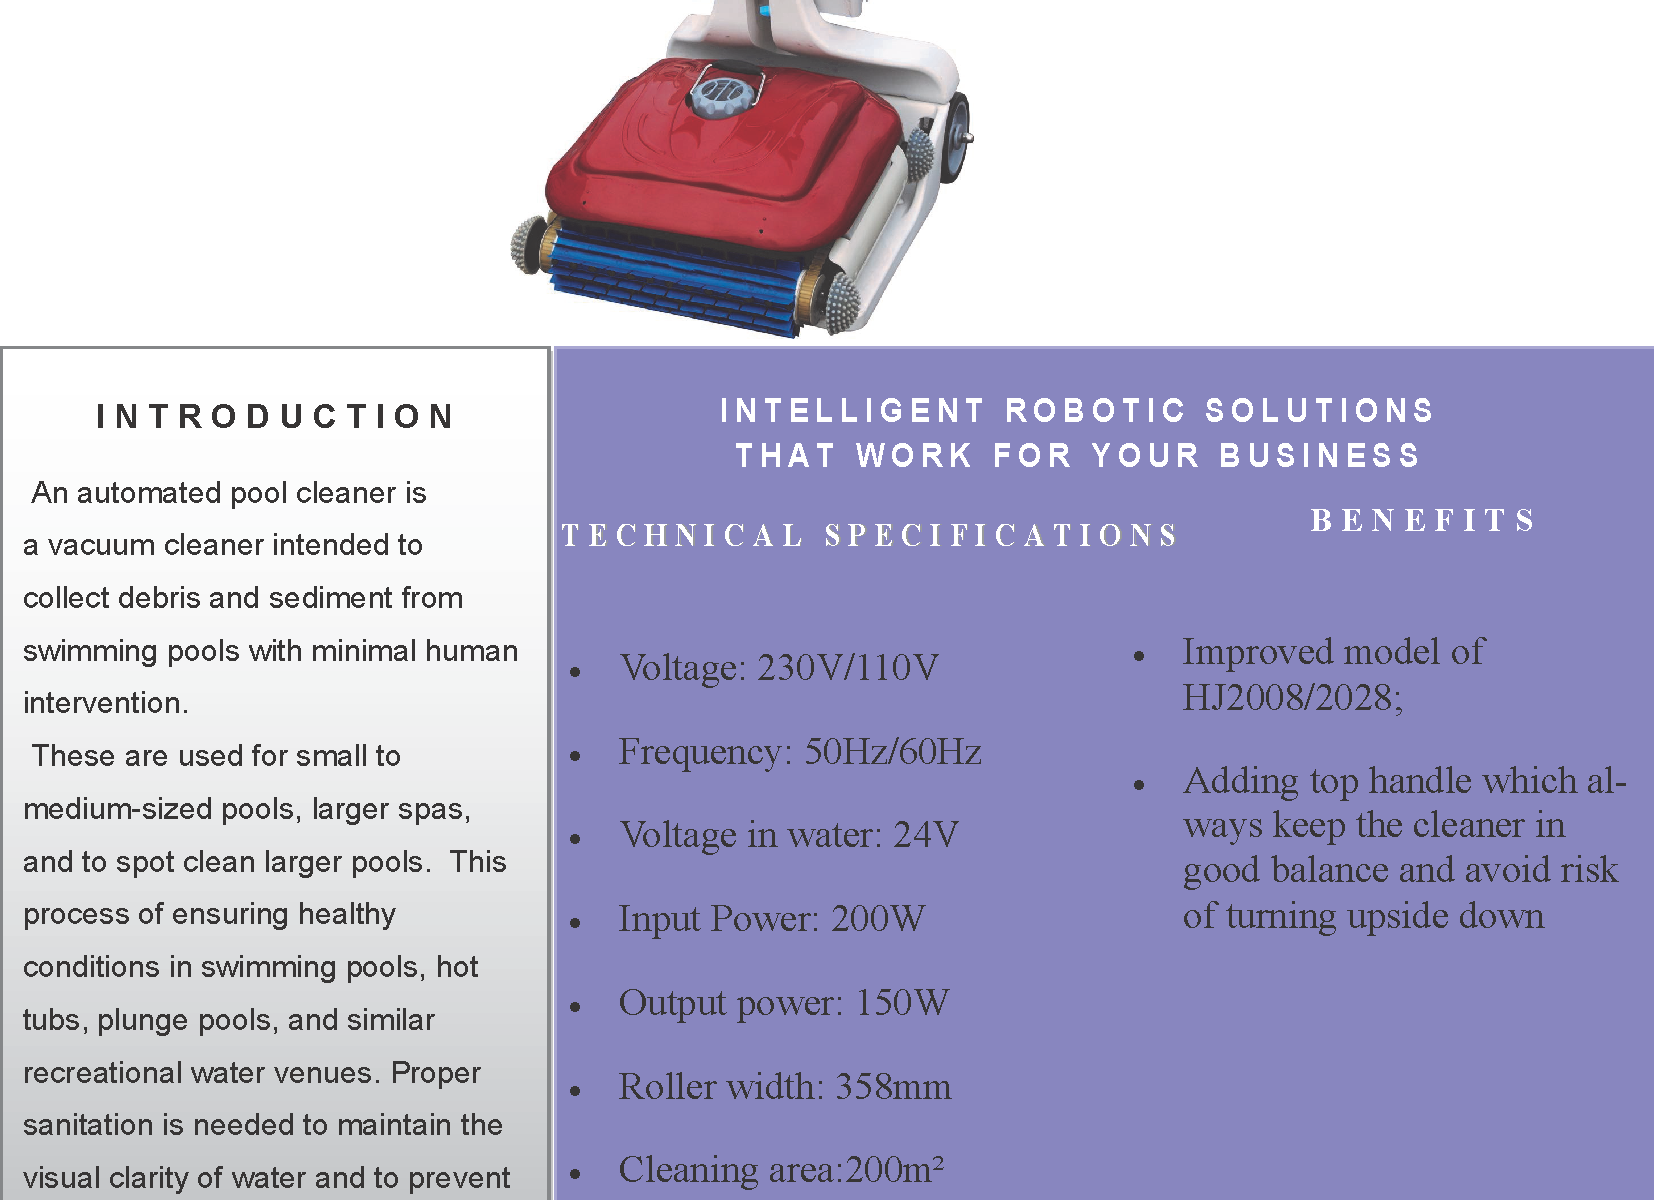 INTRODUCTION
An automated pool cleaner is
a vacuum cleaner intended to
collect debris and sediment from
swimming pools with minimal human
intervention.
These are used for small to
medium-sized pools, larger spas,
and to spot clean larger pools.  This
process of ensuring healthy
conditions in swimming pools, hot
tubs, plunge pools, and similar
recreational water venues. Proper
sanitation is needed to maintain the
visual clarity of water and to prevent
INTELLIGENT ROBOTIC SOLUTIONS
THAT WORK FOR YOUR BUSINESS
TECHNICAL SPECIFICATIONS
• Voltage: 230V/110V
• Frequency: 50Hz/60Hz
• Voltage in water: 24V
• Input Power: 200W
• Output power: 150W
• Roller width: 358mm
• Cleaning area:200m²
BENEFITS
• Improved model of
HJ2008/2028;
• Adding top handle which al-
ways keep the cleaner in
good balance and avoid risk
of turning upside down